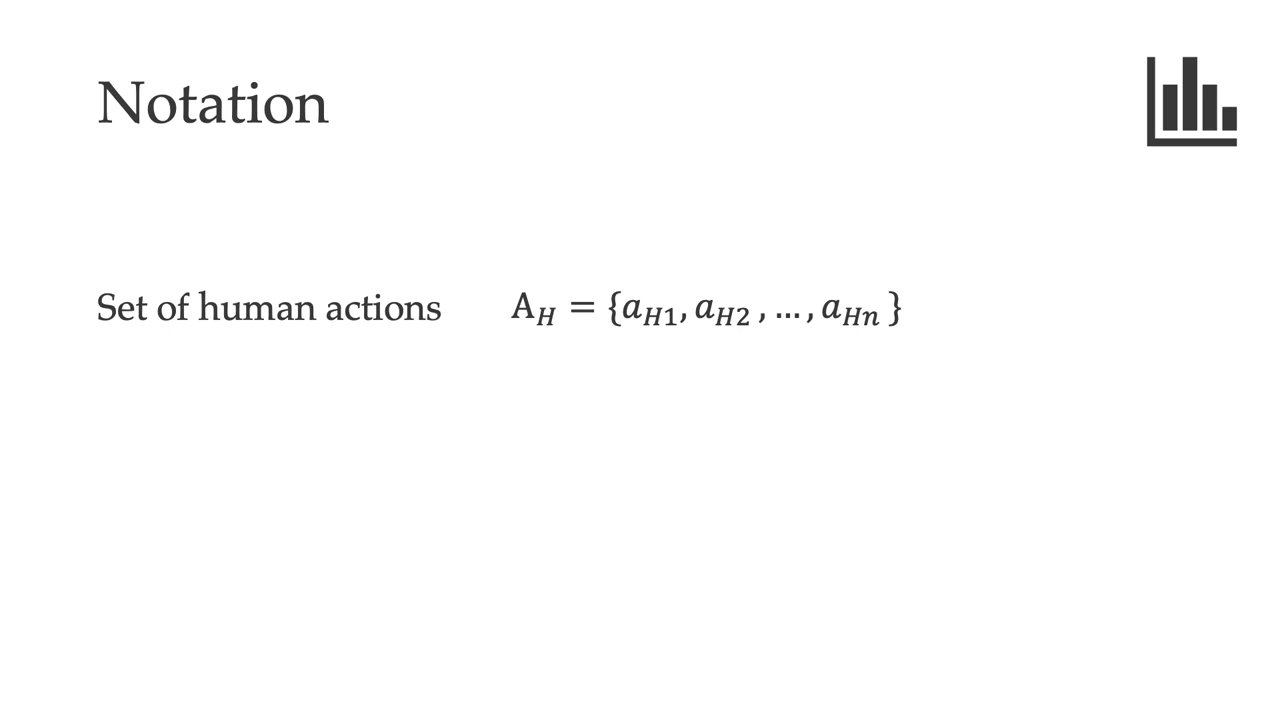 Notation
Set of human actions A_H = {a_H1, a_H2 , … , a_Hn }